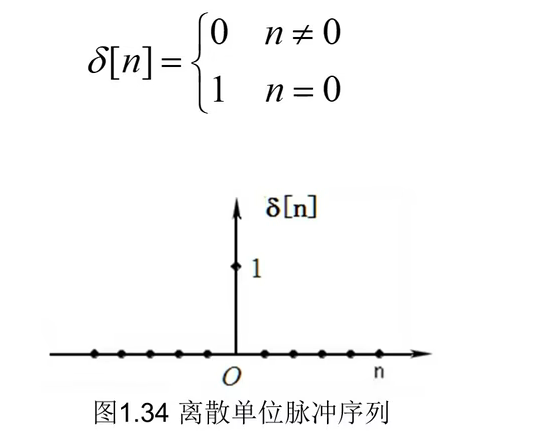 δ[n] = { 0 n ≠ 0
1 n = 0
δ[n]
1
O n
图1.34 离散单位脉冲序列